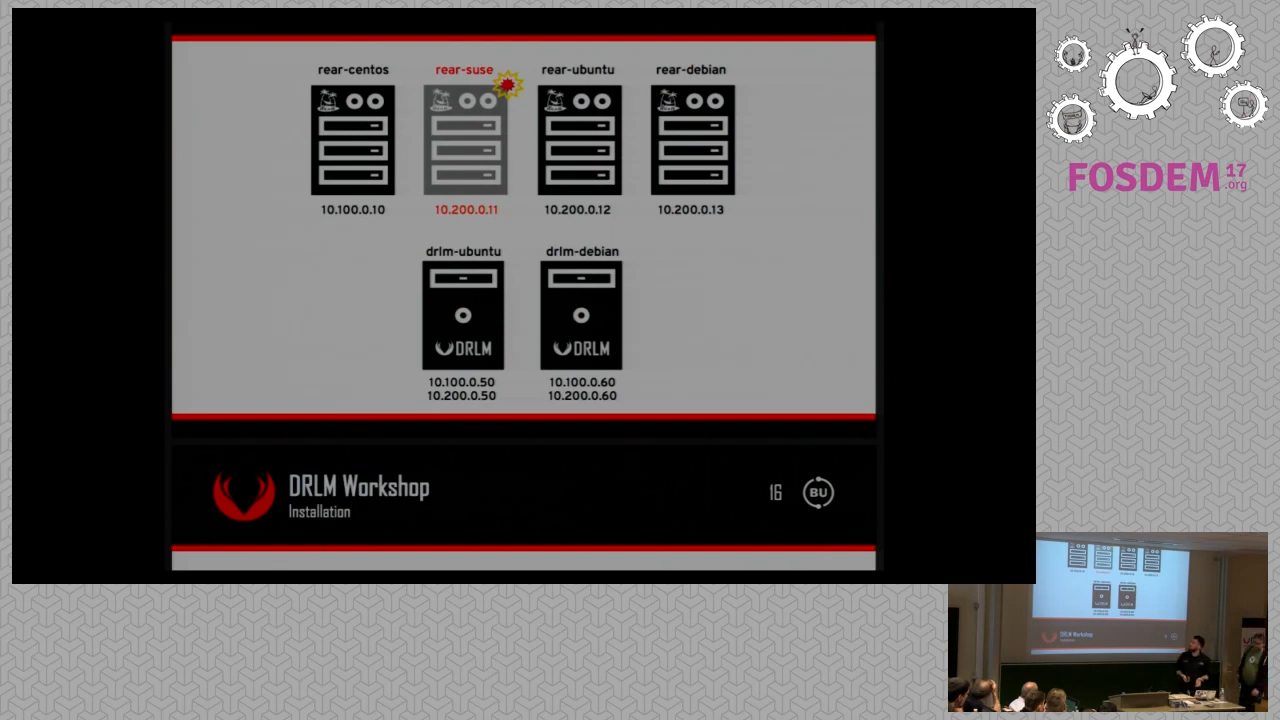 rear-centos rear-suse rear-ubuntu rear-debian
10.100.0.10 10.200.0.11 10.200.0.12 10.200.0.13
drlm-ubuntu drlm-debian
DRLM DRLM
10.100.0.50 10.100.0.60
10.200.0.50 10.200.0.60
DRLM Workshop
Installation
16
BU
FOSDEM 17
.org
DRLM Workshop